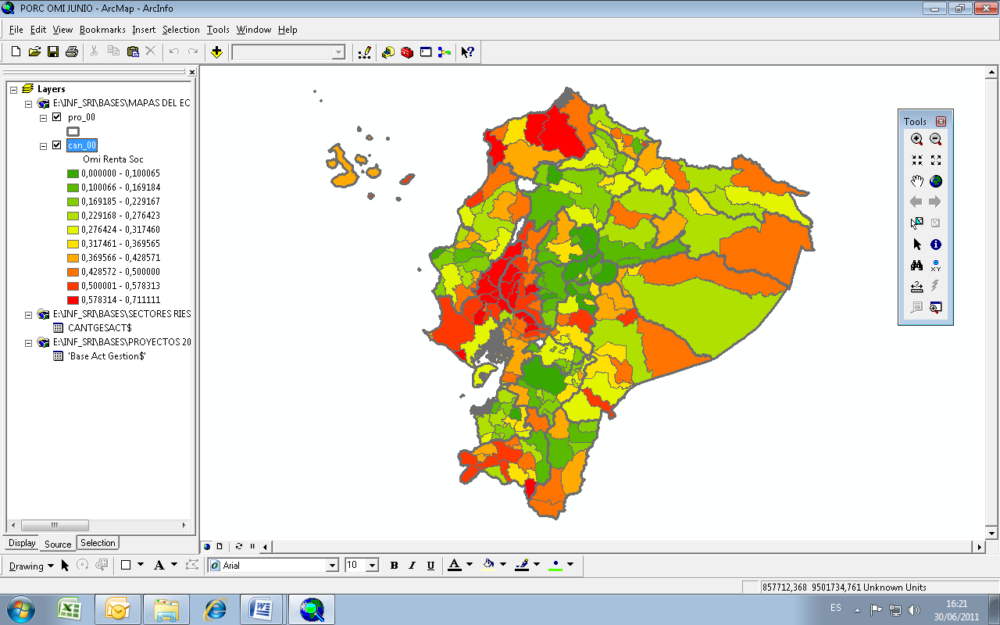 PORC OMI JUNIO - ArcMap - ArcInfo
File Edit View Bookmarks Insert Selection Tools Window Help
Layers
E:\INF_SRI\BASES\MAPAS DEL EC
pro_00
can_00
Omi Renta Soc
0,000000 - 0,100065
0,100066 - 0,169184
0,169185 - 0,229167
0,229168 - 0,276423
0,276424 - 0,317460
0,317461 - 0,369565
0,369566 - 0,428571
0,428572 - 0,500000
0,500001 - 0,578313
0,578314 - 0,711111
E:\INF_SRI\BASES\SECTORES RIES
CANTGESACT$
E:\INF_SRI\BASES\PROYECTOS 20
'Base Act Gestion$'
Tools
XY
Display Source Selection
Drawing A Arial 10 B I U A
857712,368 9501734,761 Unknown Units
ES
16:21
30/06/2011